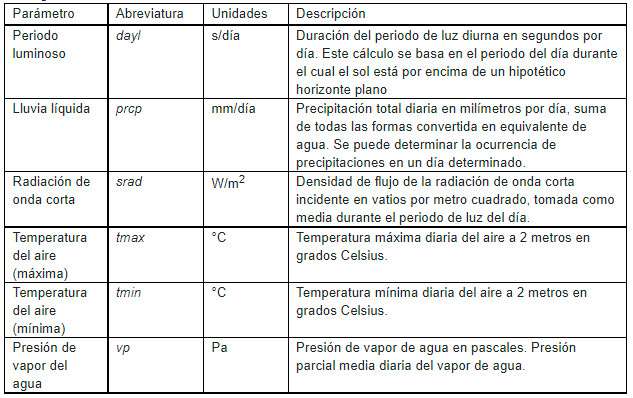 Parámetro Abreviatura Unidades Descripción
Periodo dayl s/día Duración del periodo de luz diurna en segundos por
luminoso día. Este cálculo se basa en el periodo del día durante
el cual el sol está por encima de un hipotético
horizonte plano
Lluvia líquida prcp mm/día Precipitación total diaria en milímetros por día, suma
de todas las formas convertida en equivalente de
agua. Se puede determinar la ocurrencia de
precipitaciones en un día determinado.
Radiación de srad W/m2 Densidad de flujo de la radiación de onda corta
onda corta incidente en vatios por metro cuadrado, tomada como
media durante el periodo de luz del día.
Temperatura tmax °C Temperatura máxima diaria del aire a 2 metros en
del aire grados Celsius.
(máxima)
Temperatura tmin °C Temperatura mínima diaria del aire a 2 metros en
del aire grados Celsius.
(mínima)
Presión de vp Pa Presión de vapor de agua en pascales. Presión
vapor del parcial media diaria del vapor de agua.
agua